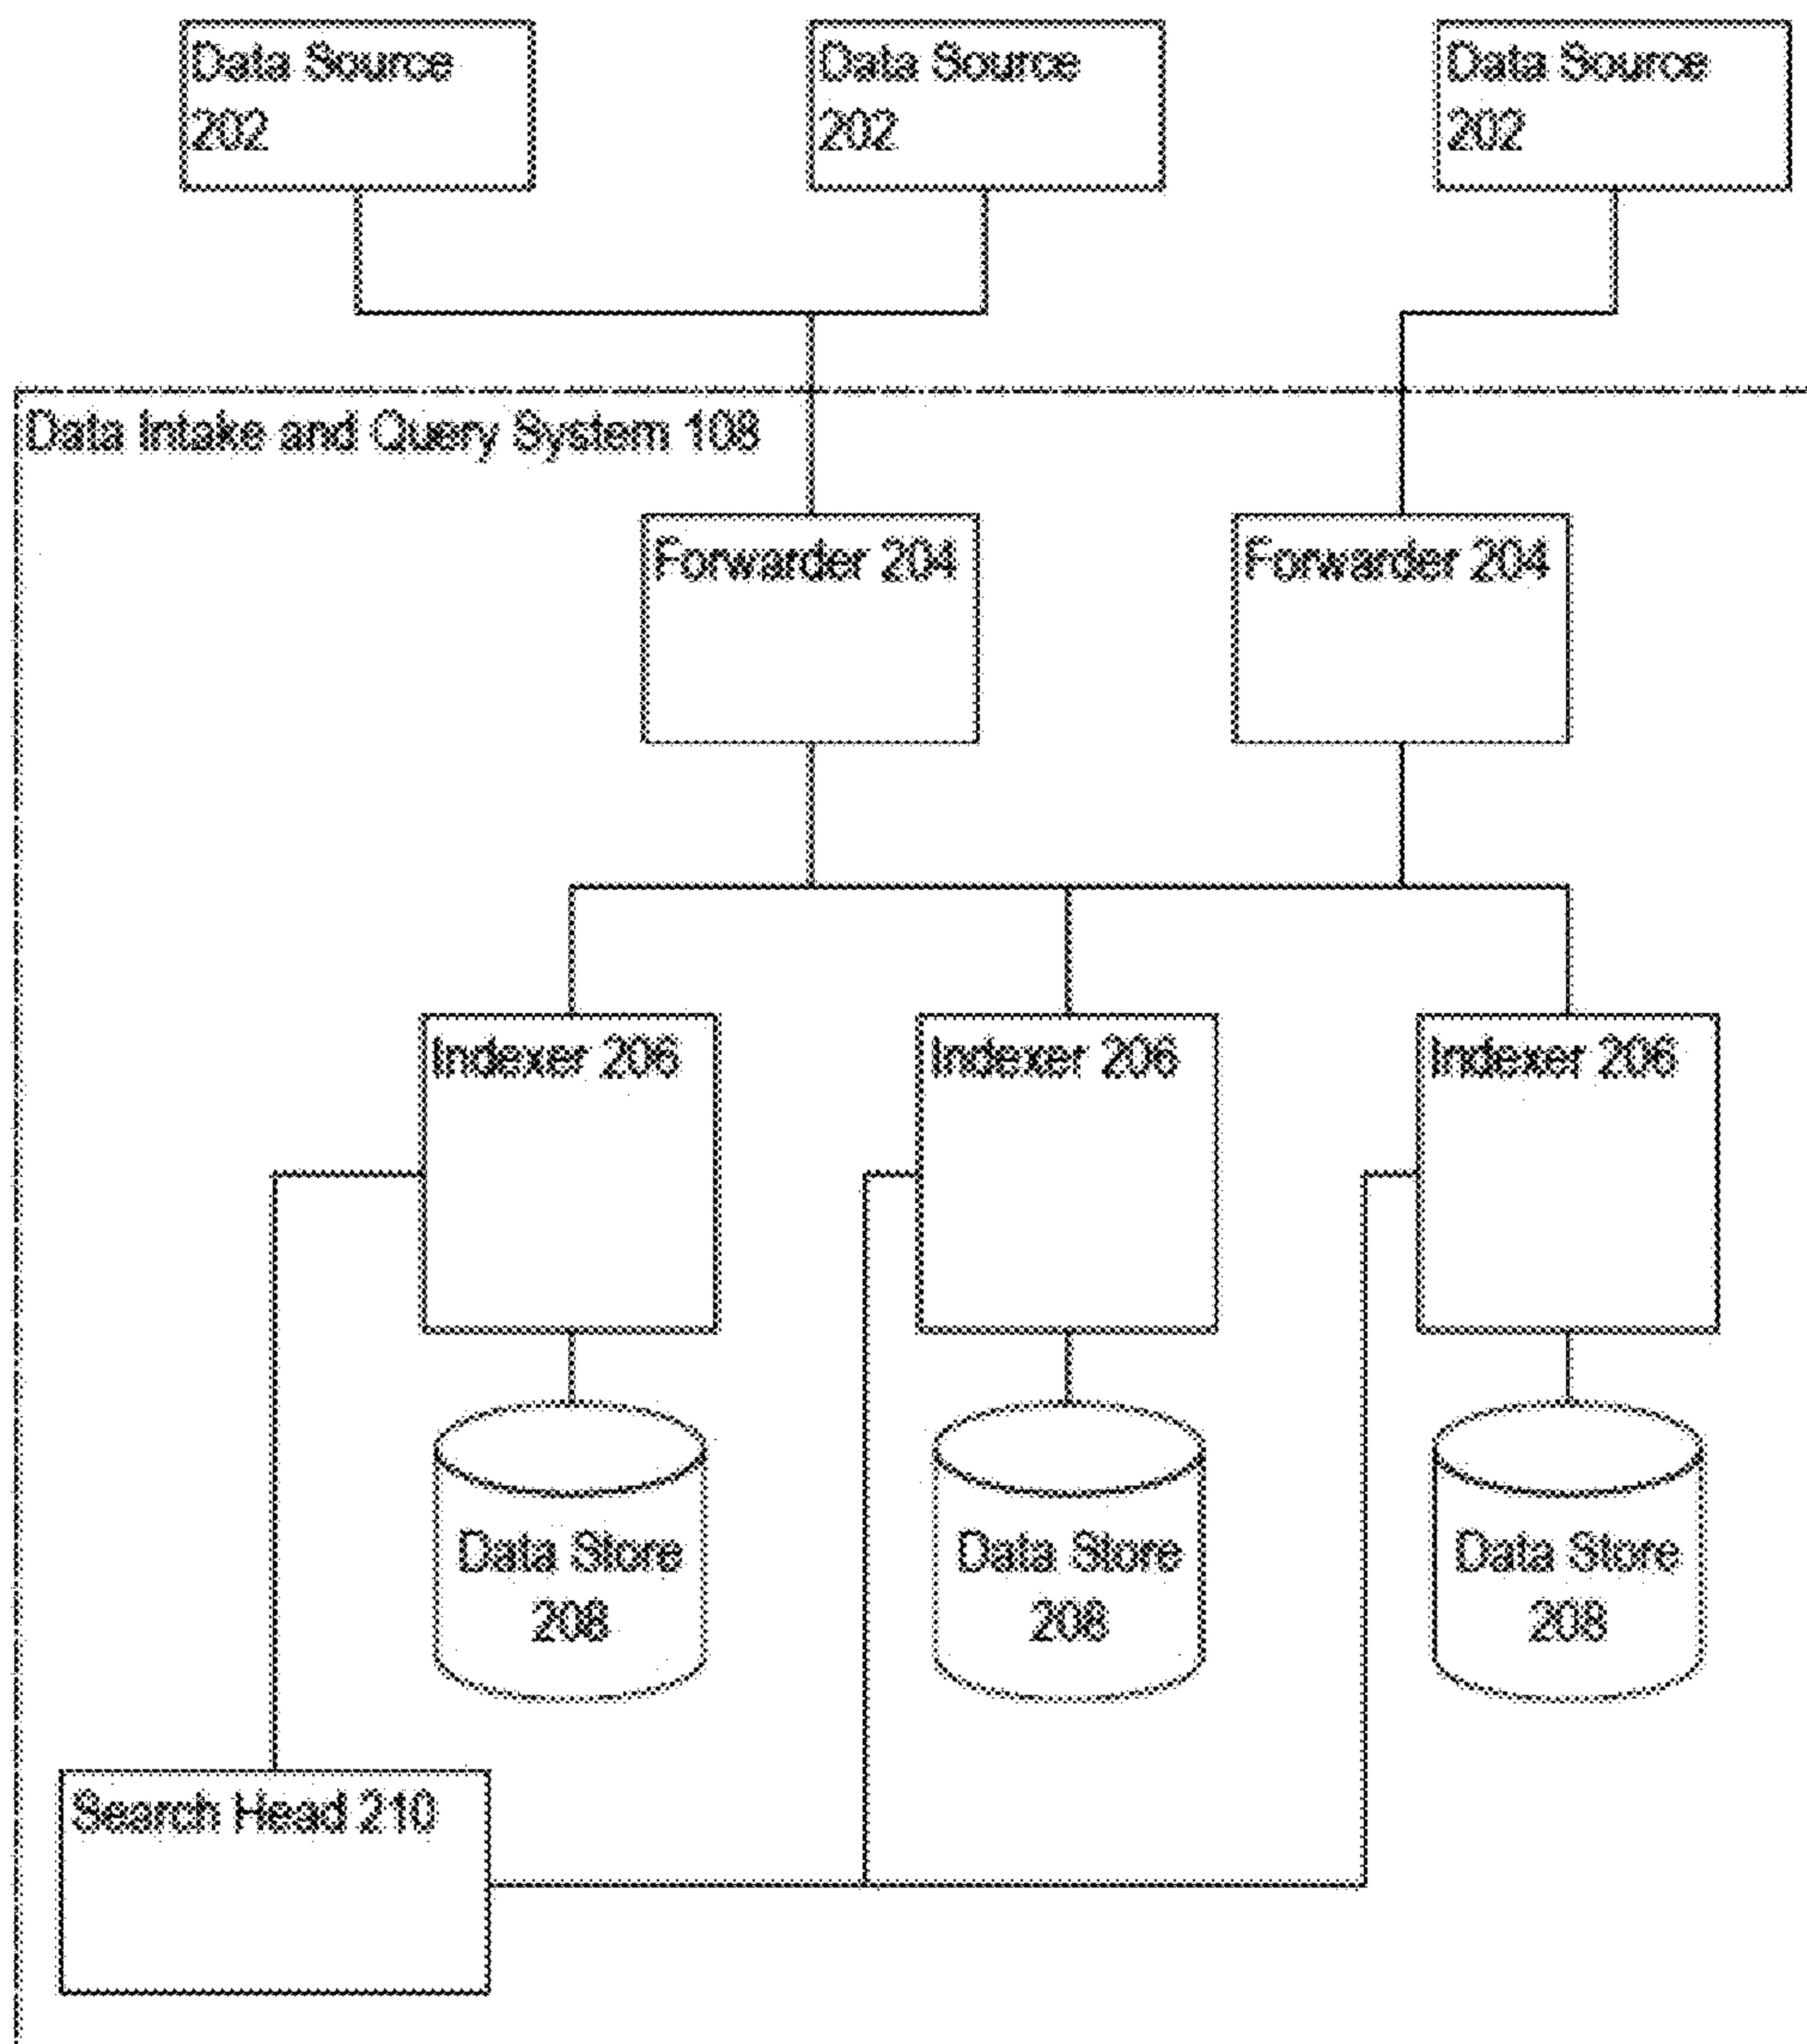 Data Source
202
Data Source
202
Data Source
202
Data Intake and Query System 108
Forwarder 204
Forwarder 204
Indexer 206
Indexer 206
Indexer 206
Data Store
208
Data Store
208
Data Store
208
Search Head 210